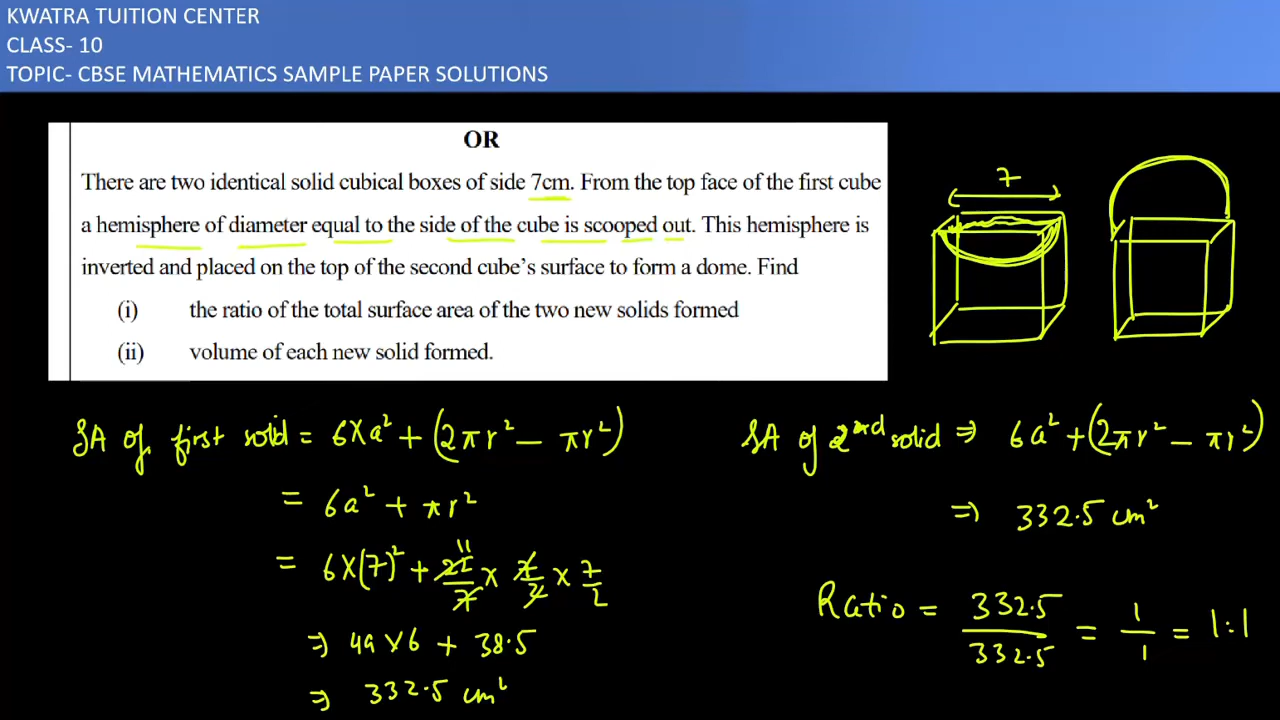 KWATRA TUITION CENTER
CLASS- 10
TOPIC- CBSE MATHEMATICS SAMPLE PAPER SOLUTIONS
OR
There are two identical solid cubical boxes of side 7cm. From the top face of the first cube
a hemisphere of diameter equal to the side of the cube is scooped out. This hemisphere is
inverted and placed on the top of the second cube's surface to form a dome. Find
(i) the ratio of the total surface area of the two new solids formed
(ii) volume of each new solid formed.
7
SA of first solid = 6×a² + (2πr² − πr²)
= 6a² + πr²
= 6×(7)² + 22/7 × 7/2 × 7/2
11
⇒ 49×6 + 38.5
⇒ 332.5 cm²
SA of 2nd solid ⇒ 6a² + (2πr² − πr²)
⇒ 332.5 cm²
Ratio = 332.5/332.5 = 1/1 = 1:1